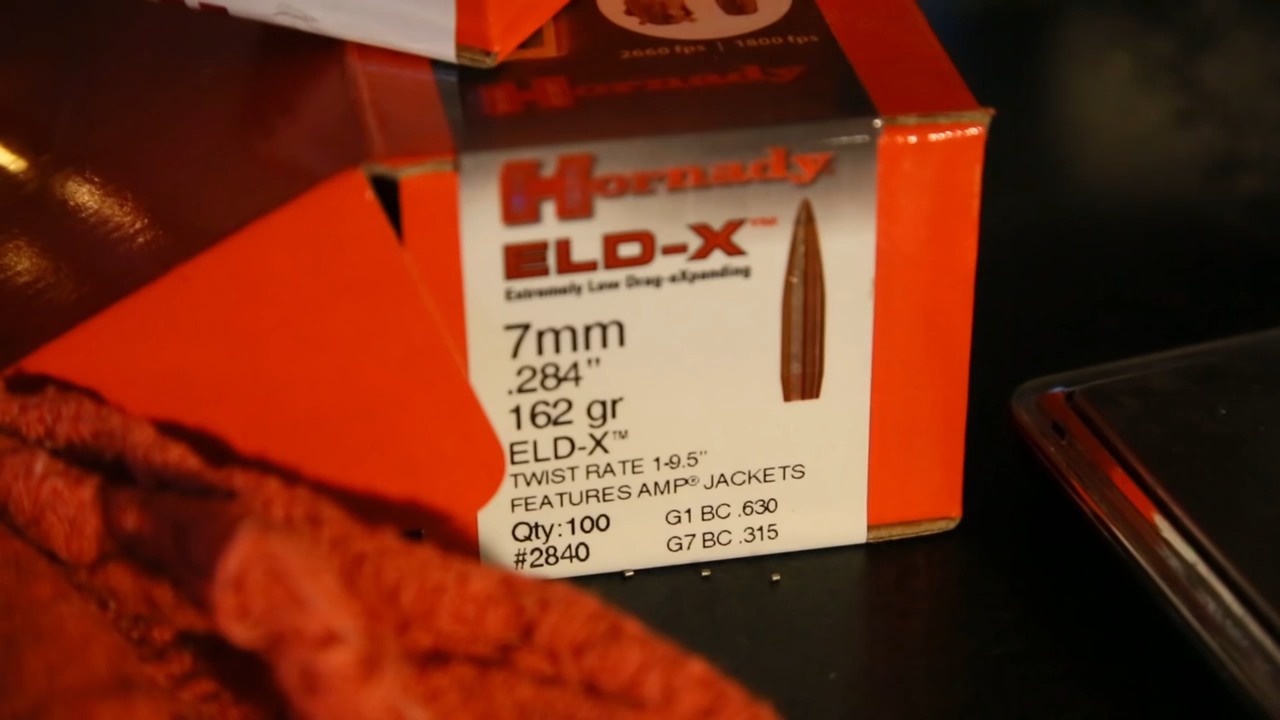 2660 fps | 1800 fps
Hornady
Hornady
ELD-X™
Extremely Low Drag-eXpanding
7mm
.284"
162 gr
ELD-X™
TWIST RATE 1-9.5"
FEATURES AMP® JACKETS
Qty:100
#2840
G1 BC .630
G7 BC .315